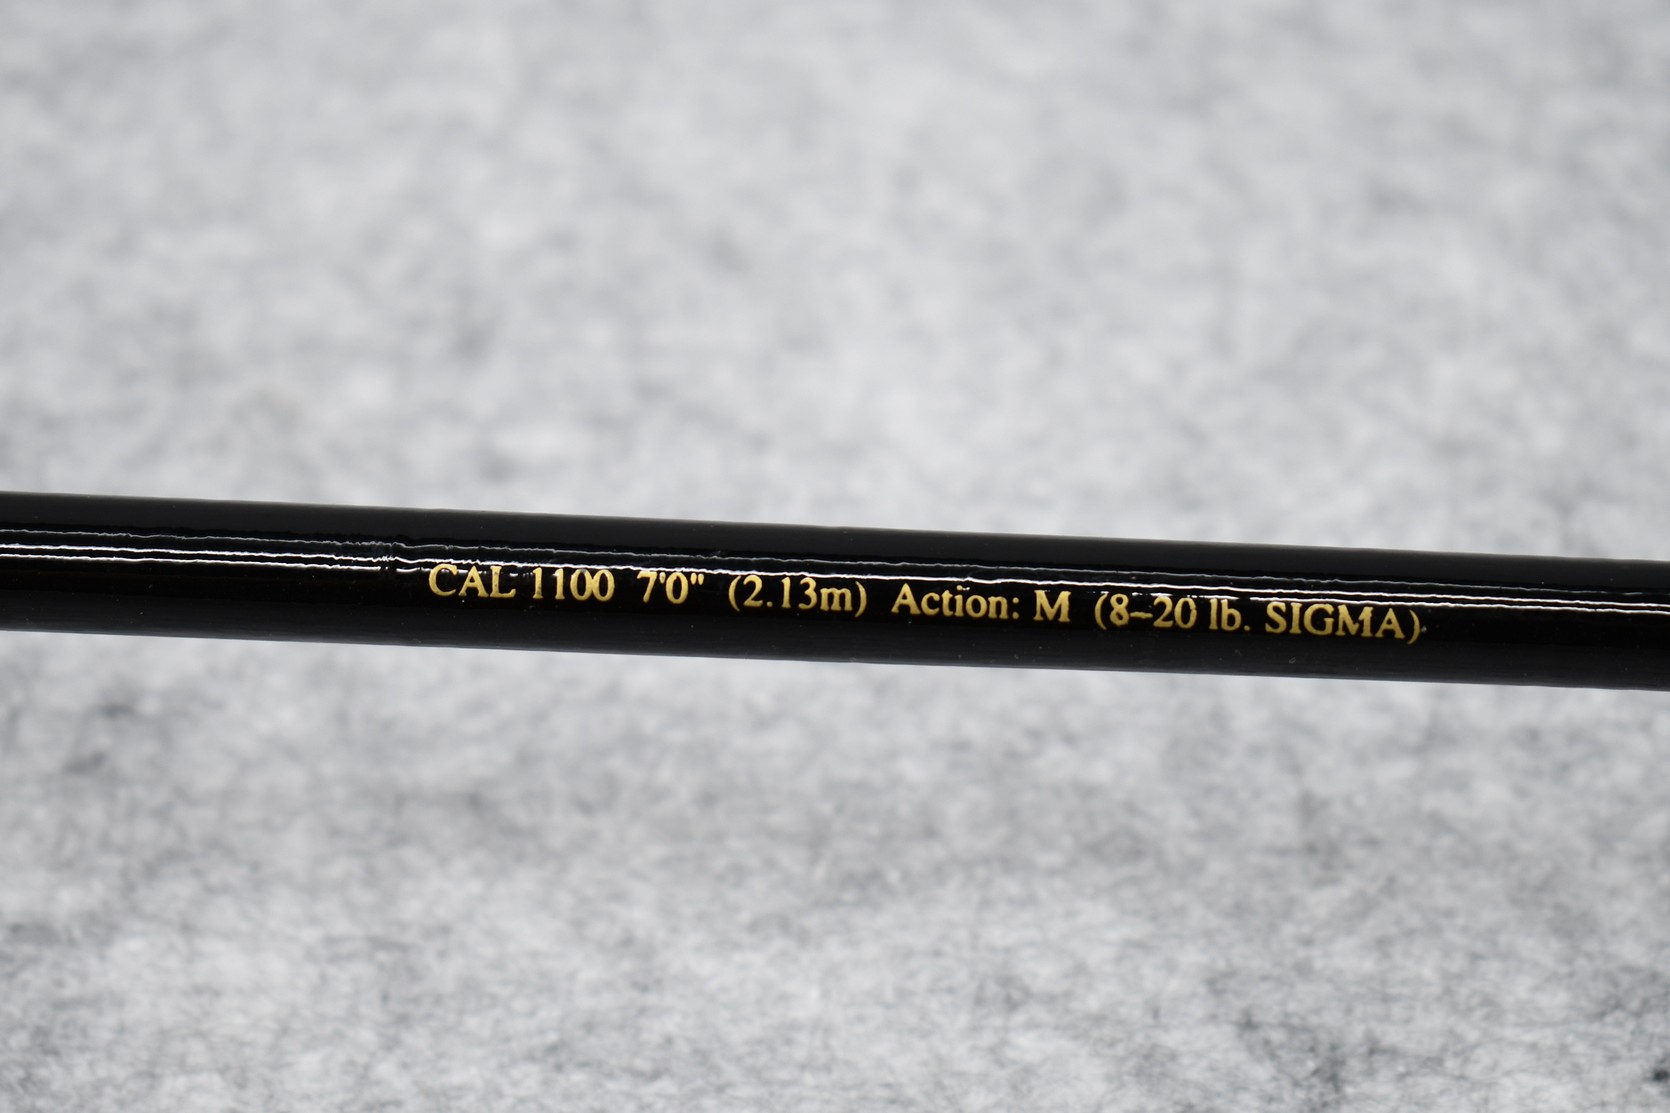 CAL 1100 7'0" (2.13m) Action: M (8–20 lb. SIGMA)